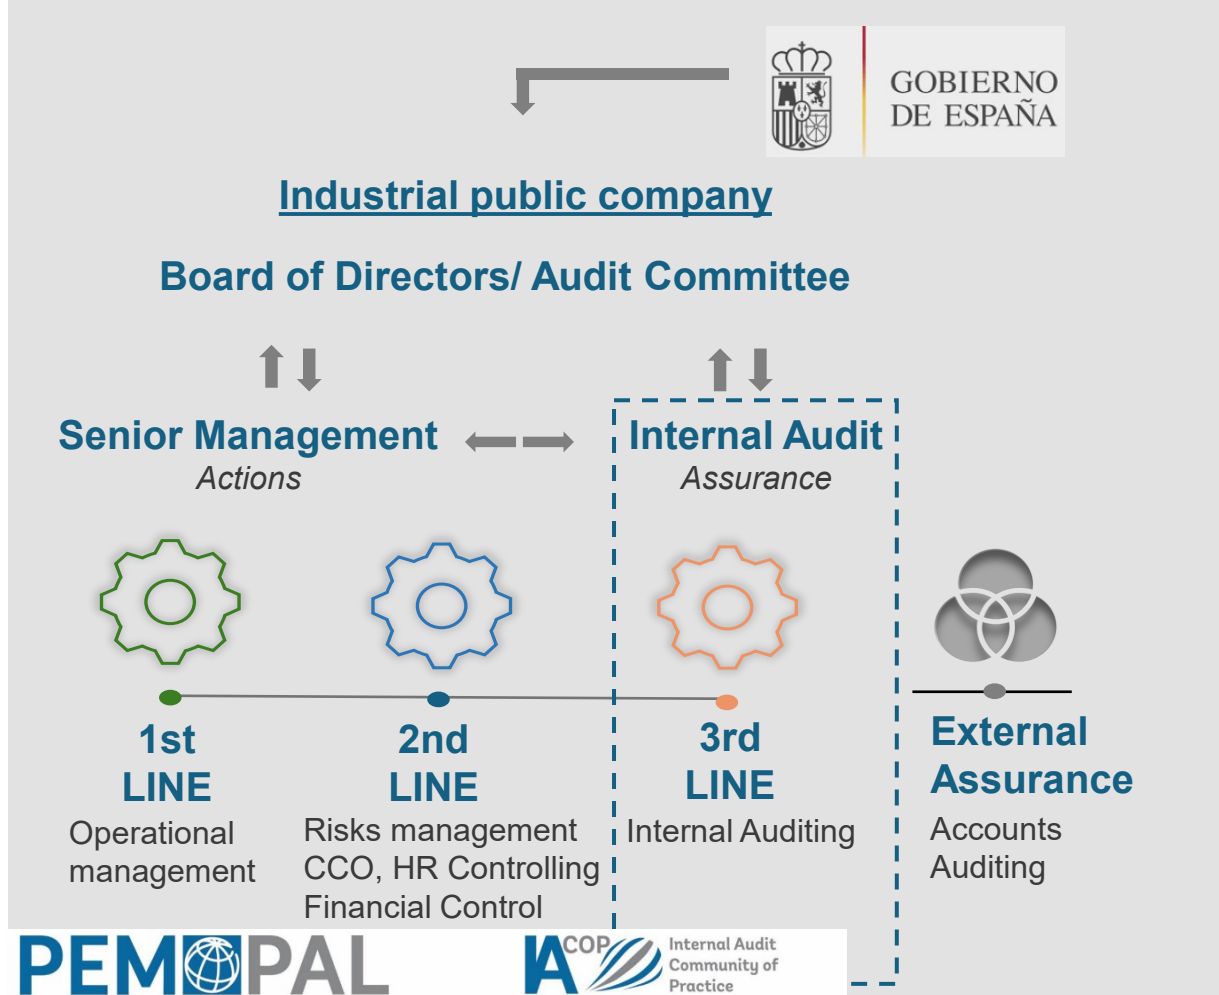 GOBIERNO
DE ESPAÑA
Industrial public company
Board of Directors/ Audit Committee
Senior Management
Actions
Internal Audit
Assurance
1st
LINE
Operational
management
2nd
LINE
Risks management
CCO, HR Controlling
Financial Control
3rd
LINE
Internal Auditing
External
Assurance
Accounts
Auditing
PEMPAL
IACOP
Internal Audit
Community of
Practice